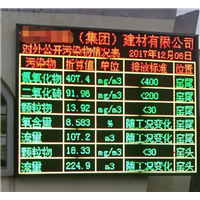 （集团）建材有限公司
对外公开污染物情况表 2017年12月08日
污染物 折算值 单位 排放标准 位置
氮氧化物 407.4 mg/m3 <400 窑尾
二氧化硫 91.96 mg/m3 <200 窑尾
颗粒物 13.92 mg/m3 <30 窑尾
氧含量 8.583 % 随工况变化 窑尾
流量 107.2 m3/h 随工况变化 窑尾
颗粒物 18.33 mg/m3 <30 窑头
流量 224.9 m3/h 随工况变化 窑头